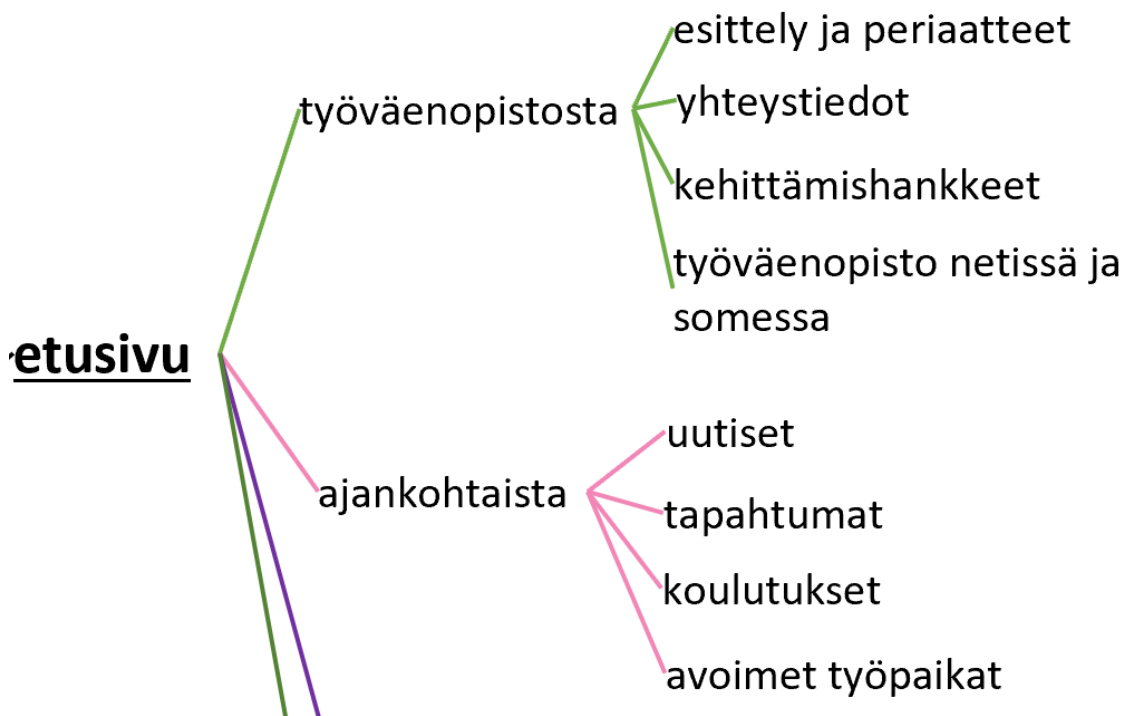 esittely ja periaatteet
yhteystiedot
työväenopistosta
kehittämishankkeet
työväenopisto netissä ja
somessa
etusivu
uutiset
ajankohtaista
tapahtumat
koulutukset
avoimet työpaikat